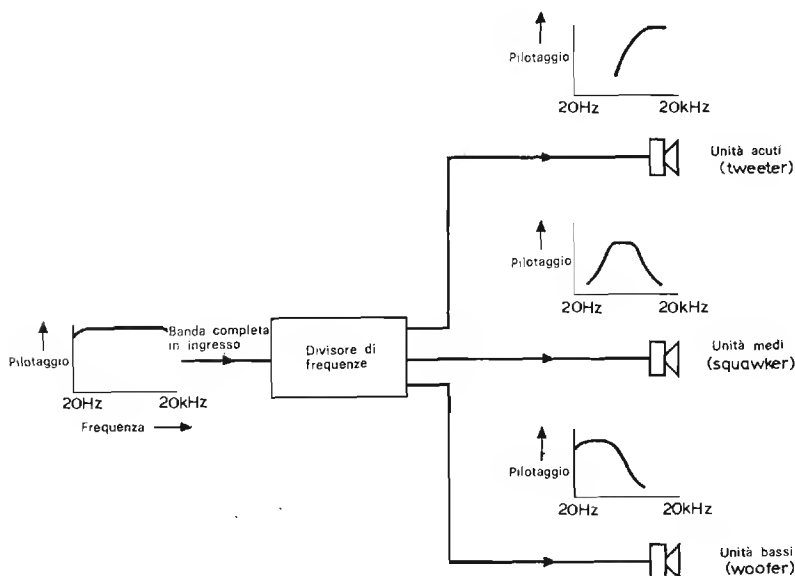 Pilotaggio
20Hz 20kHz
Unità acuti
(tweeter)
Pilotaggio
20Hz 20kHz
Banda completa
in ingresso
Pilotaggio
20Hz 20kHz
Frequenza
Divisore di
frequenze
Unità medi
(squawker)
Pilotaggio
20Hz 20kHz
Unità bassi
(woofer)